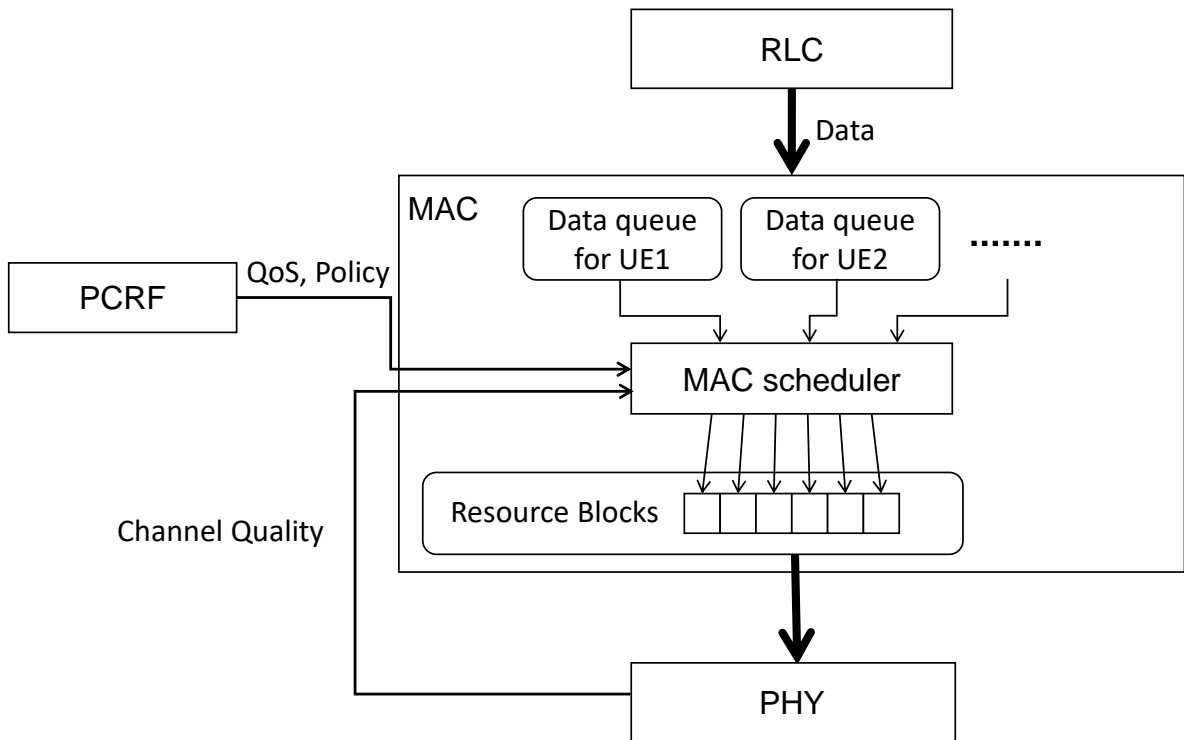 RLC
Data
MAC
Data queue
for UE1
Data queue
for UE2
.......
QoS, Policy
PCRF
MAC scheduler
Resource Blocks
Channel Quality
PHY